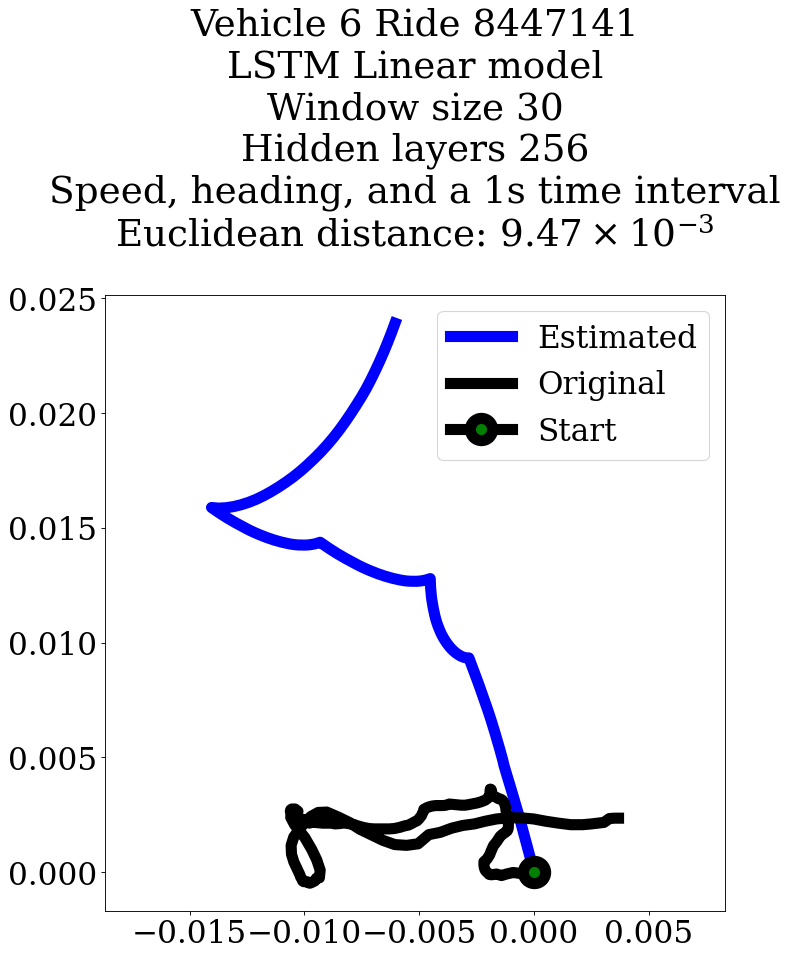 Vehicle 6 Ride 8447141
LSTM Linear model
Window size 30
Hidden layers 256
Speed, heading, and a 1s time interval
Euclidean distance: 9.47 × 10⁻³
0.025
0.020
0.015
0.010
0.005
0.000
Estimated
Original
Start
−0.015 −0.010 −0.005 0.000 0.005